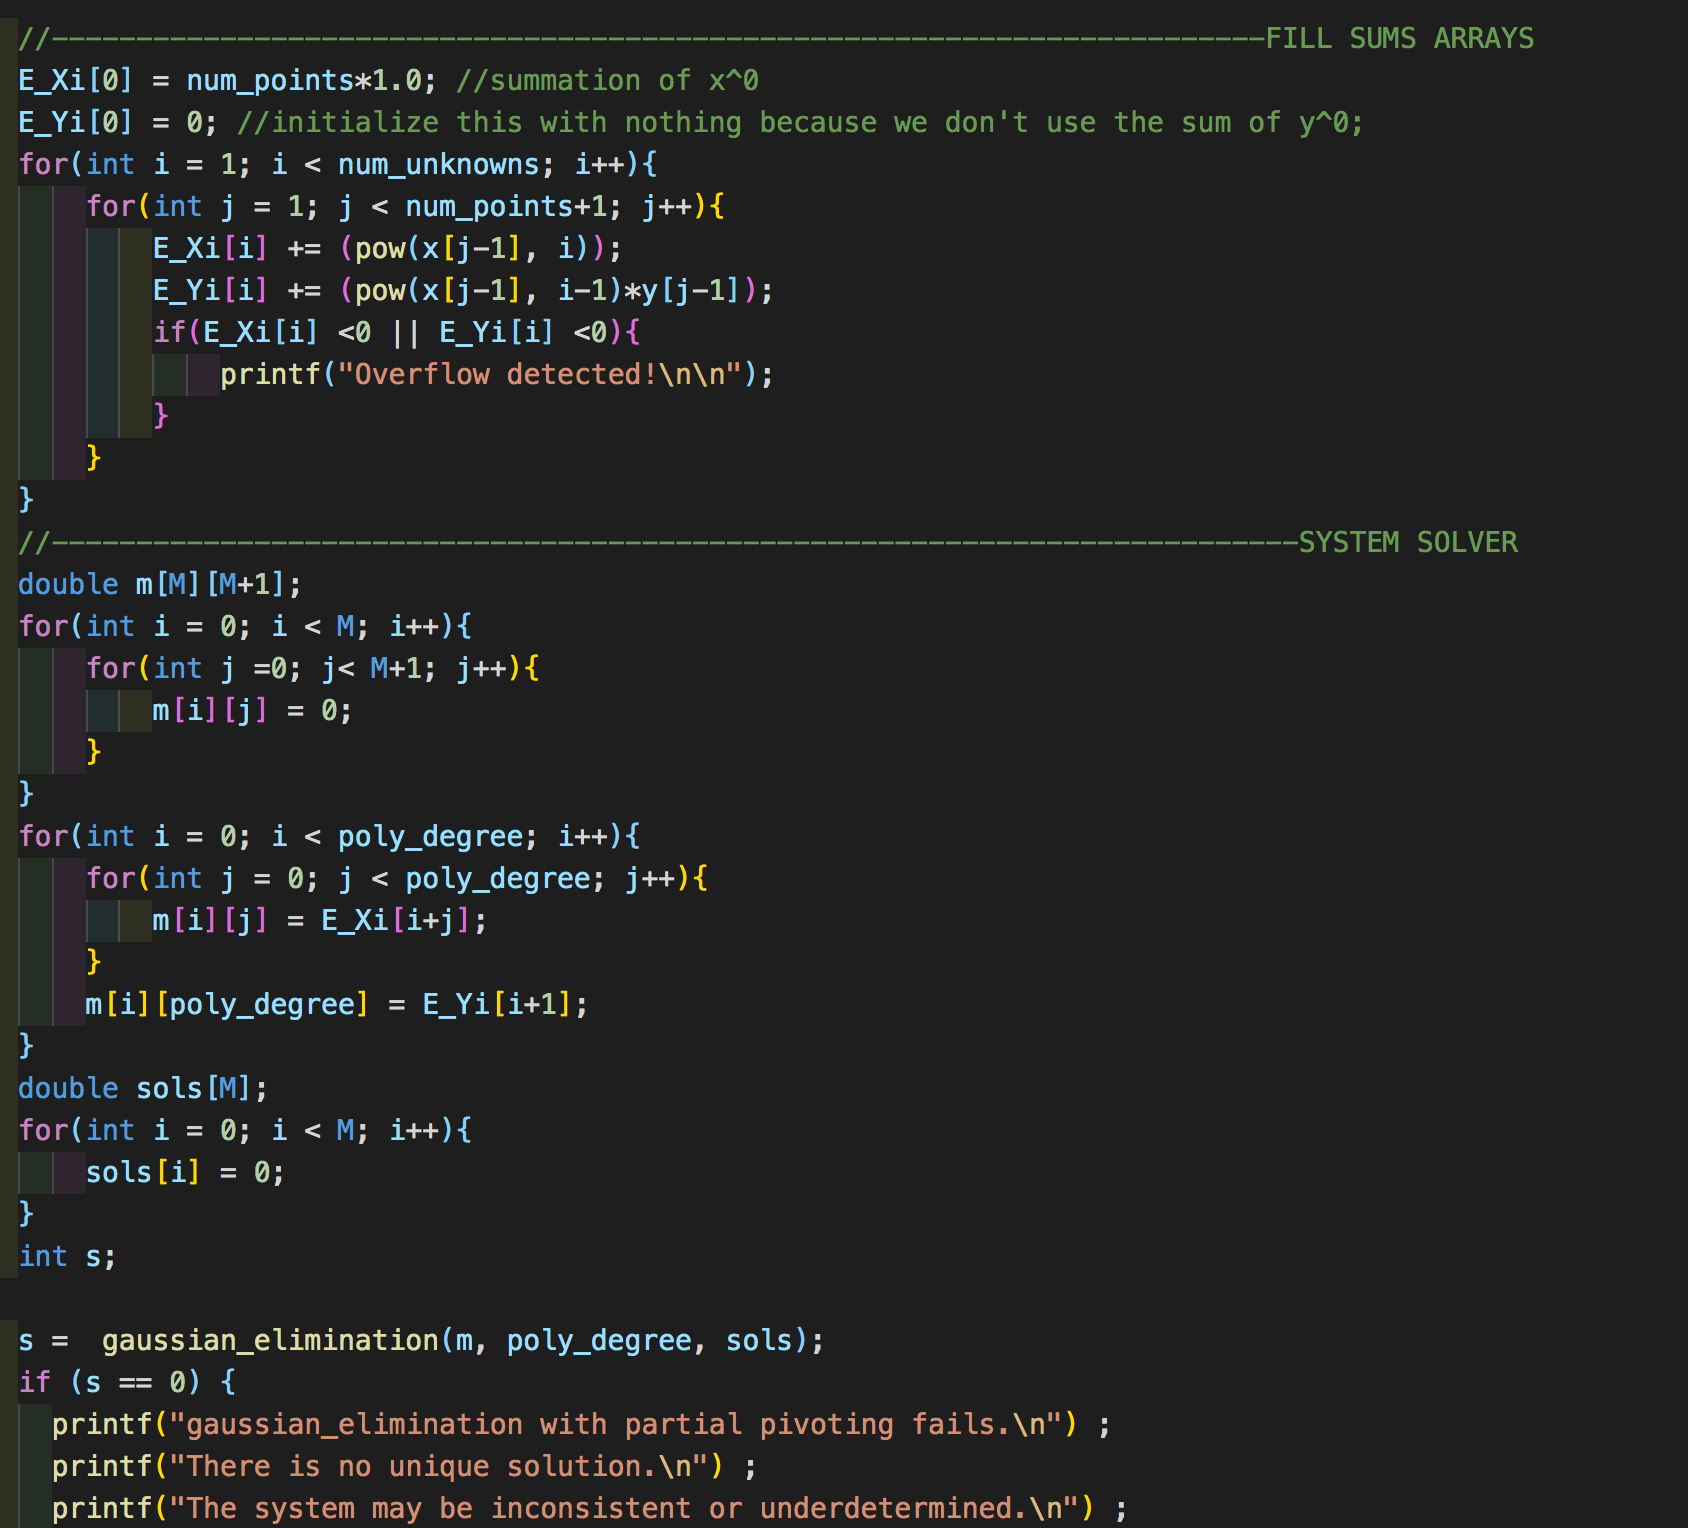 //------------------------------------------------------------------------FILL SUMS ARRAYS
E_Xi[0] = num_points*1.0; //summation of x^0
E_Yi[0] = 0; //initialize this with nothing because we don't use the sum of y^0;
for(int i = 1; i < num_unknowns; i++){
    for(int j = 1; j < num_points+1; j++){
        E_Xi[i] += (pow(x[j-1], i));
        E_Yi[i] += (pow(x[j-1], i-1)*y[j-1]);
        if(E_Xi[i] <0 || E_Yi[i] <0){
            printf("Overflow detected!\n\n");
        }
    }
}
//--------------------------------------------------------------------------SYSTEM SOLVER
double m[M][M+1];
for(int i = 0; i < M; i++){
    for(int j =0; j< M+1; j++){
        m[i][j] = 0;
    }
}
for(int i = 0; i < poly_degree; i++){
    for(int j = 0; j < poly_degree; j++){
        m[i][j] = E_Xi[i+j];
    }
    m[i][poly_degree] = E_Yi[i+1];
}
double sols[M];
for(int i = 0; i < M; i++){
    sols[i] = 0;
}
int s;

s =  gaussian_elimination(m, poly_degree, sols);
if (s == 0) {
  printf("gaussian_elimination with partial pivoting fails.\n") ;
  printf("There is no unique solution.\n") ;
  printf("The system may be inconsistent or underdetermined.\n") ;